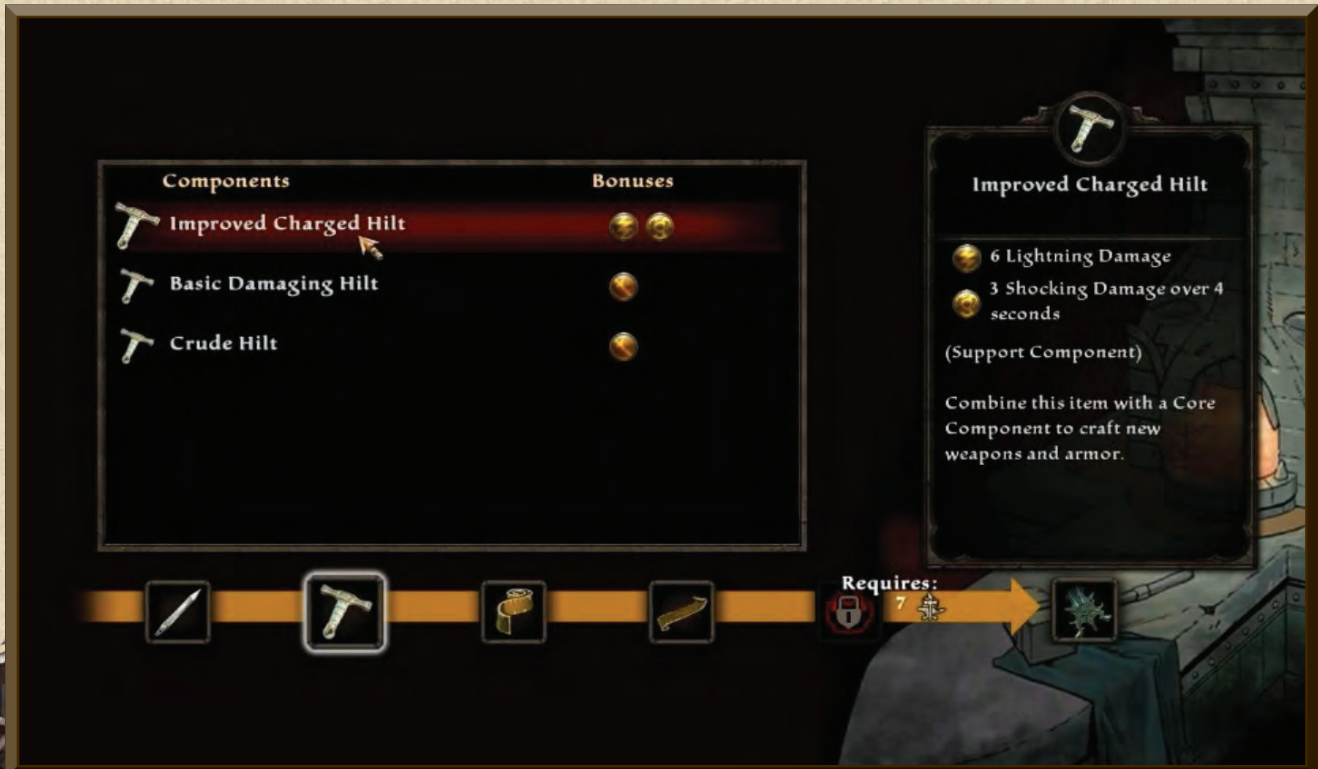 Components Bonuses
Improved Charged Hilt
Basic Damaging Hilt
Crude Hilt
Improved Charged Hilt
6 Lightning Damage
3 Shocking Damage over 4
seconds
(Support Component)
Combine this item with a Core
Component to craft new
weapons and armor.
Requires:
7